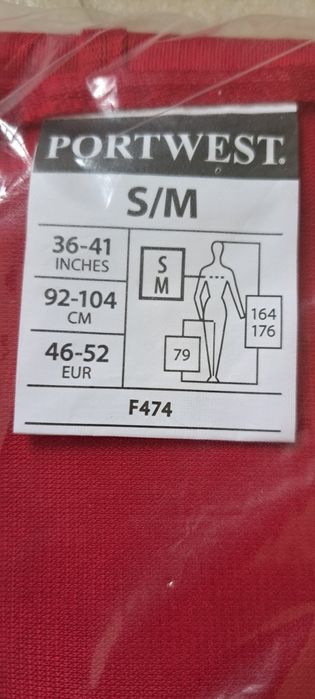 PORTWEST.
S/M
36-41
INCHES
92-104
CM
46-52
EUR
S
M
164
176
79
F474